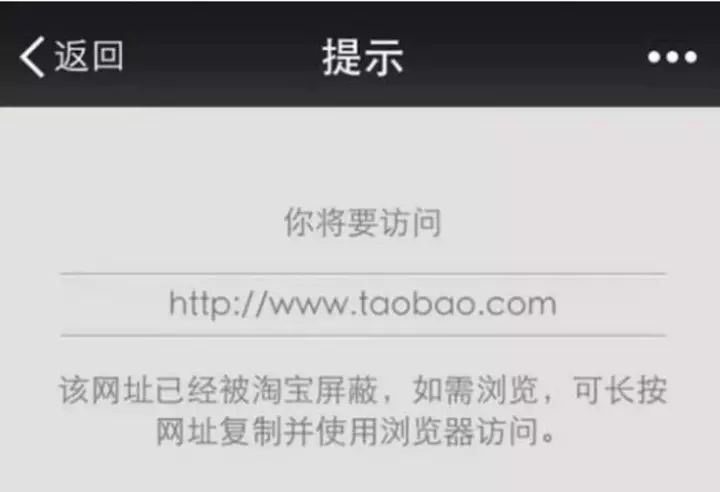 返回
提示
你将要访问
http://www.taobao.com
该网址已经被淘宝屏蔽，如需浏览，可长按
网址复制并使用浏览器访问。